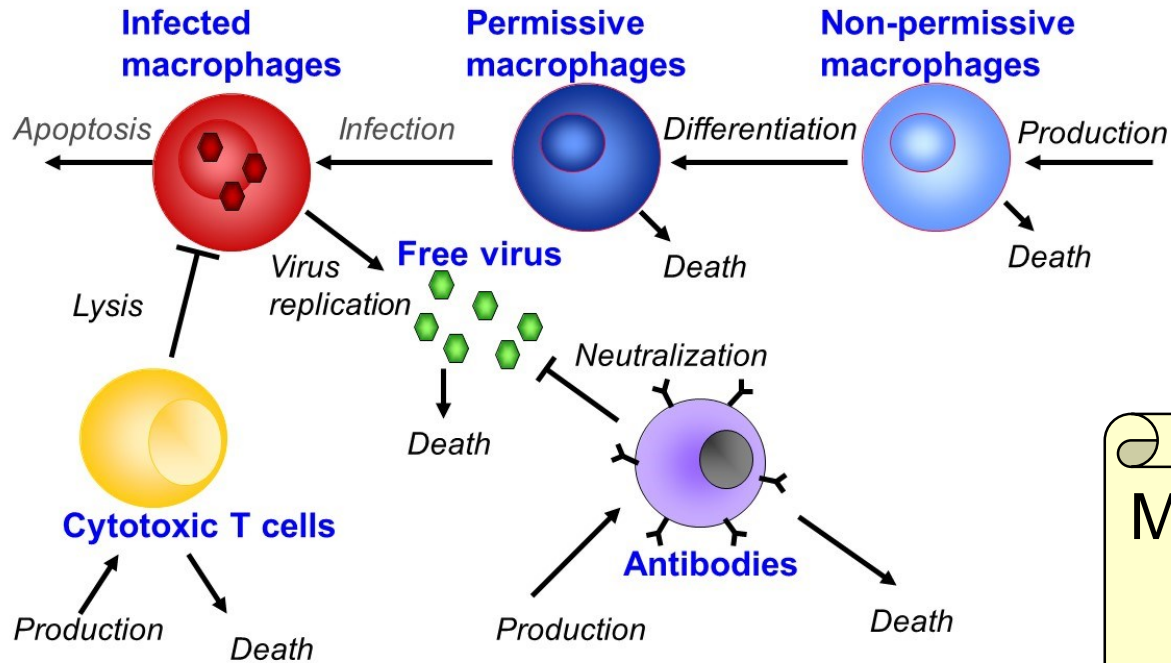 Infected
macrophages
Permissive
macrophages
Non-permissive
macrophages
Apoptosis
Infection
Differentiation
Production
Death
Death
Virus
replication
Free virus
Lysis
Neutralization
Death
Cytotoxic T cells
Antibodies
Production
Death
Production
Death
M